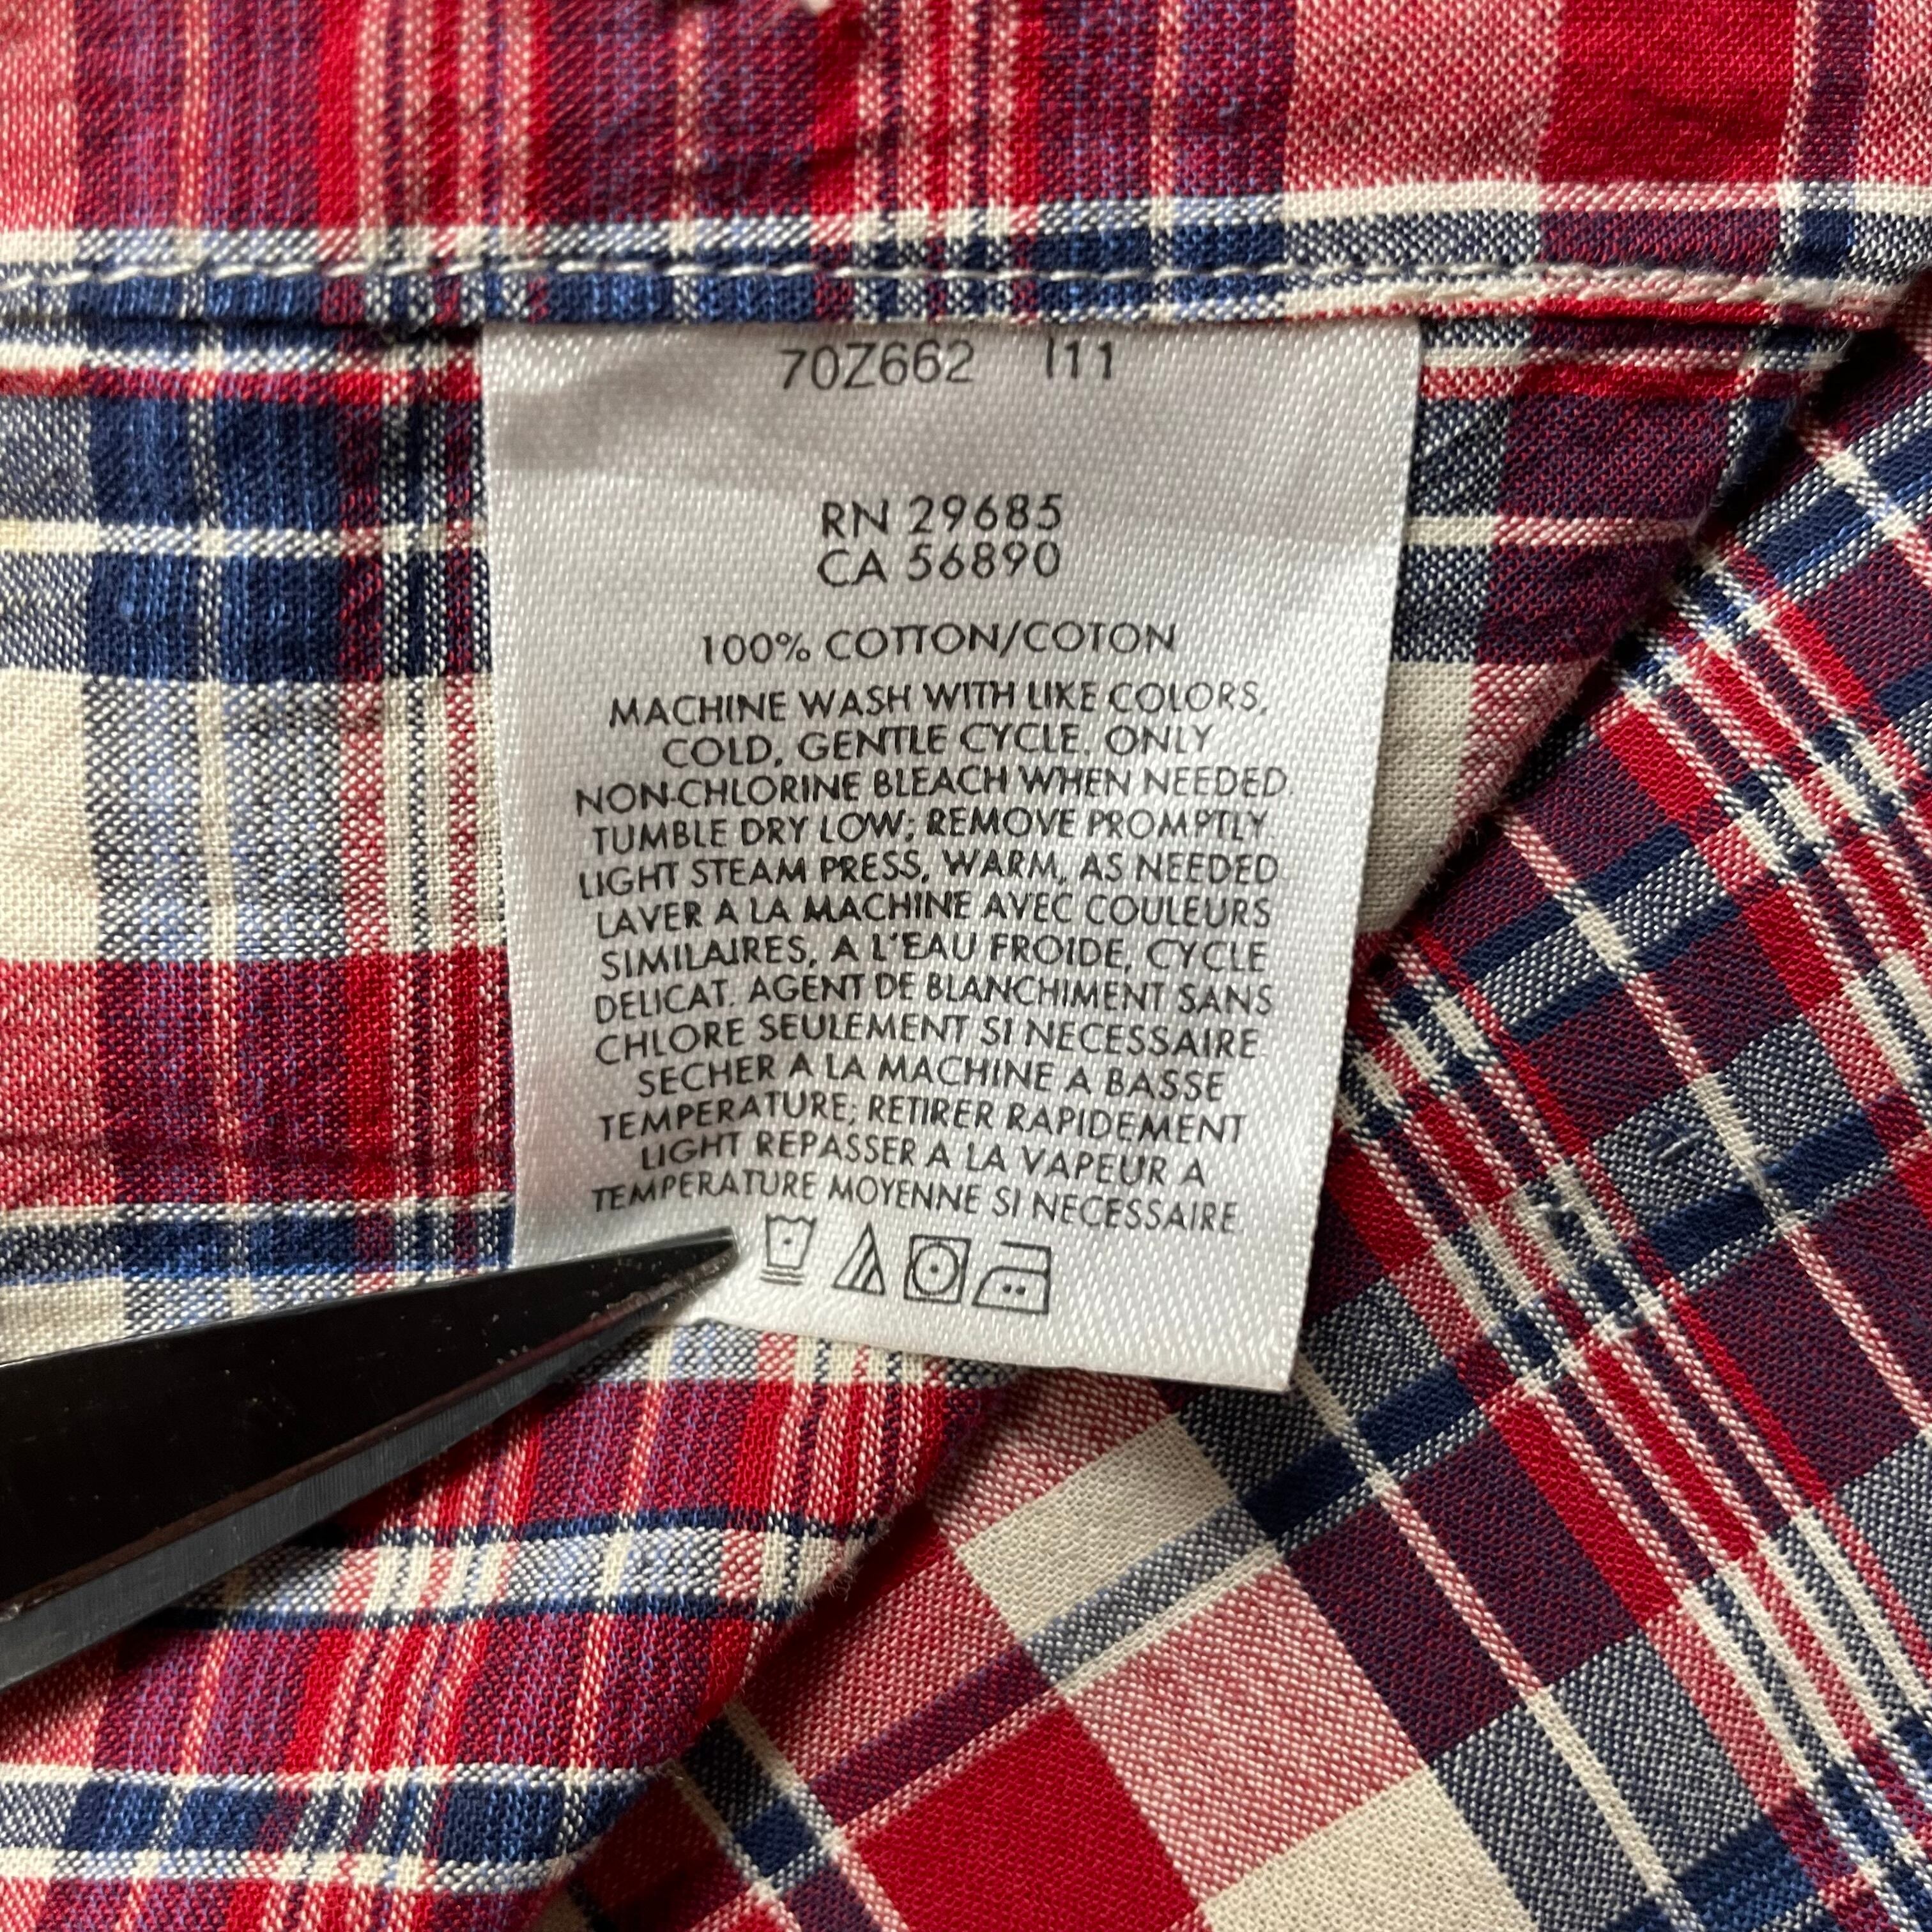 70Z662 I11
RN 29685
CA 56890
100% COTTON/COTON
MACHINE WASH WITH LIKE COLORS,
COLD, GENTLE CYCLE, ONLY
NON-CHLORINE BLEACH WHEN NEEDED.
TUMBLE DRY LOW; REMOVE PROMPTLY.
LIGHT STEAM PRESS, WARM, AS NEEDED
LAVER A LA MACHINE AVEC COULEURS
SIMILAIRES, A L'EAU FROIDE, CYCLE
DELICAT. AGENT DE BLANCHIMENT SANS
CHLORE SEULEMENT SI NECESSAIRE.
SECHER A LA MACHINE A BASSE
TEMPERATURE; RETIRER RAPIDEMENT
LIGHT REPASSER A LA VAPEUR A
TEMPERATURE MOYENNE SI NECESSAIRE.